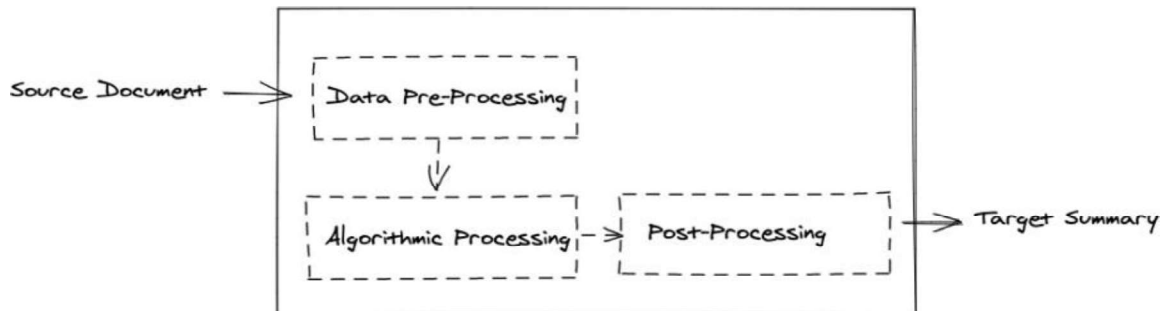 Source Document
Data Pre-Processing
Algorithmic Processing
Post-Processing
Target Summary